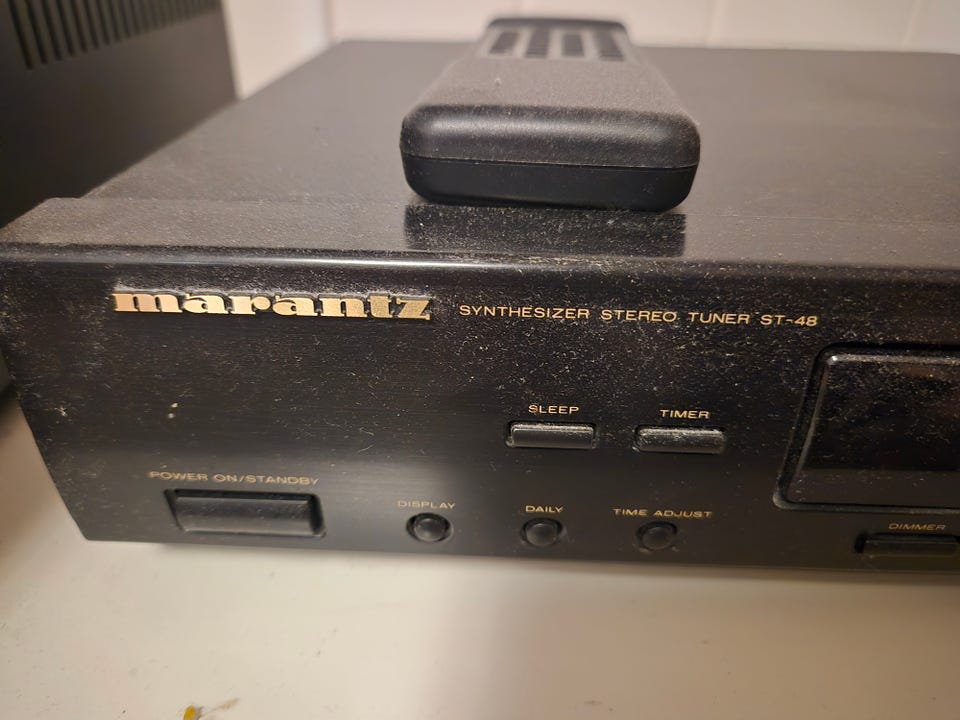 marantz SYNTHESIZER STEREO TUNER ST-48
SLEEP TIMER
POWER ON/STANDBY
DISPLAY DAILY TIME ADJUST
DIMMER